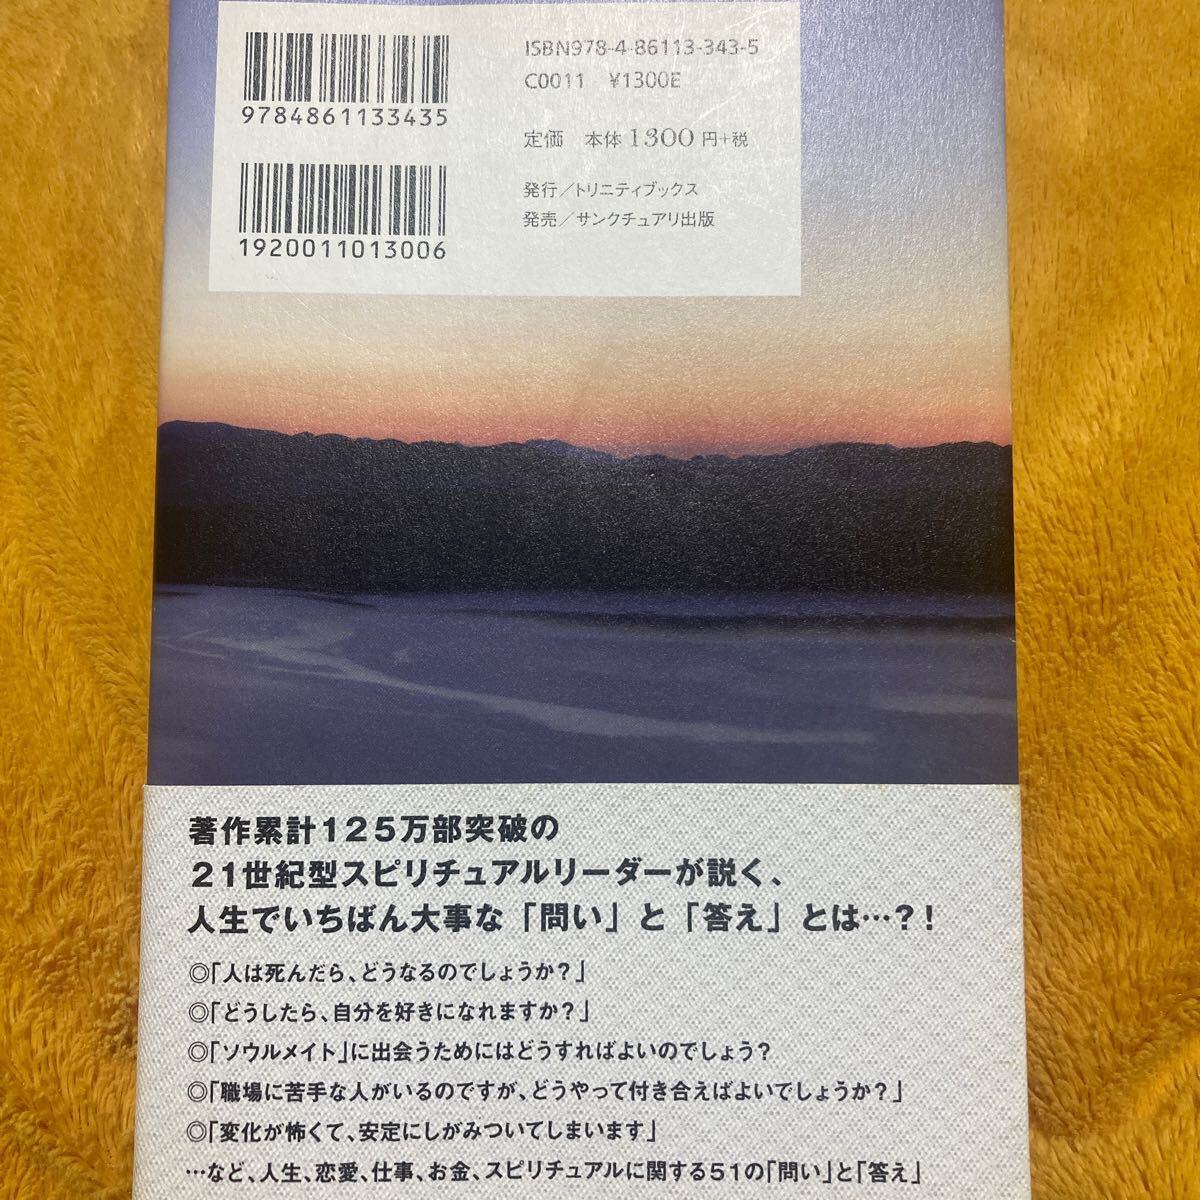 ISBN978-4-86113-343-5
C0011 ¥1300E
9784861133435
定価 本体1300円+税
1920011013006
発行/トリニティブックス
発売/サンクチュアリ出版
著作累計125万部突破の
21世紀型スピリチュアルリーダーが説く、
人生でいちばん大事な「問い」と「答え」とは…?!
◎「人は死んだら、どうなるのでしょうか?」
◎「どうしたら、自分を好きになれますか?」
◎「ソウルメイト」に出会うためにはどうすればよいのでしょう?
◎「職場に苦手な人がいるのですが、どうやって付き合えばよいでしょうか?」
◎「変化が怖くて、安定にしがみついてしまいます」
…など、人生、恋愛、仕事、お金、スピリチュアルに関する51の「問い」と「答え」